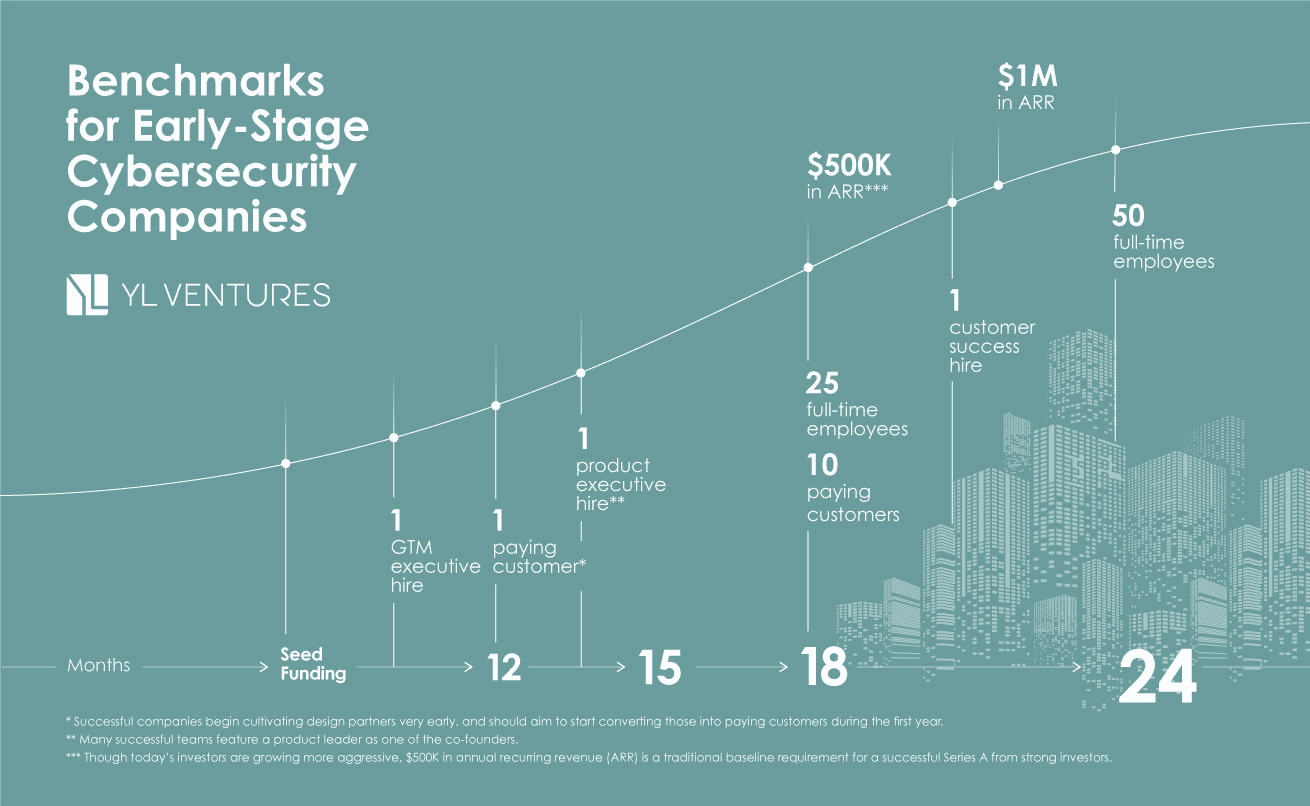 Benchmarks
for Early-Stage
Cybersecurity
Companies
YL VENTURES
$1M
in ARR
$500K
in ARR***
50
full-time
employees
1
customer
success
hire
25
full-time
employees
10
paying
customers
1
product
executive
hire**
1
GTM
executive
hire
1
paying
customer*
Months
Seed
Funding
12
15
18
24
* Successful companies begin cultivating design partners very early, and should aim to start converting those into paying customers during the first year.
** Many successful teams feature a product leader as one of the co-founders.
*** Though today's investors are growing more aggressive, $500K in annual recurring revenue (ARR) is a traditional baseline requirement for a successful Series A from strong investors.